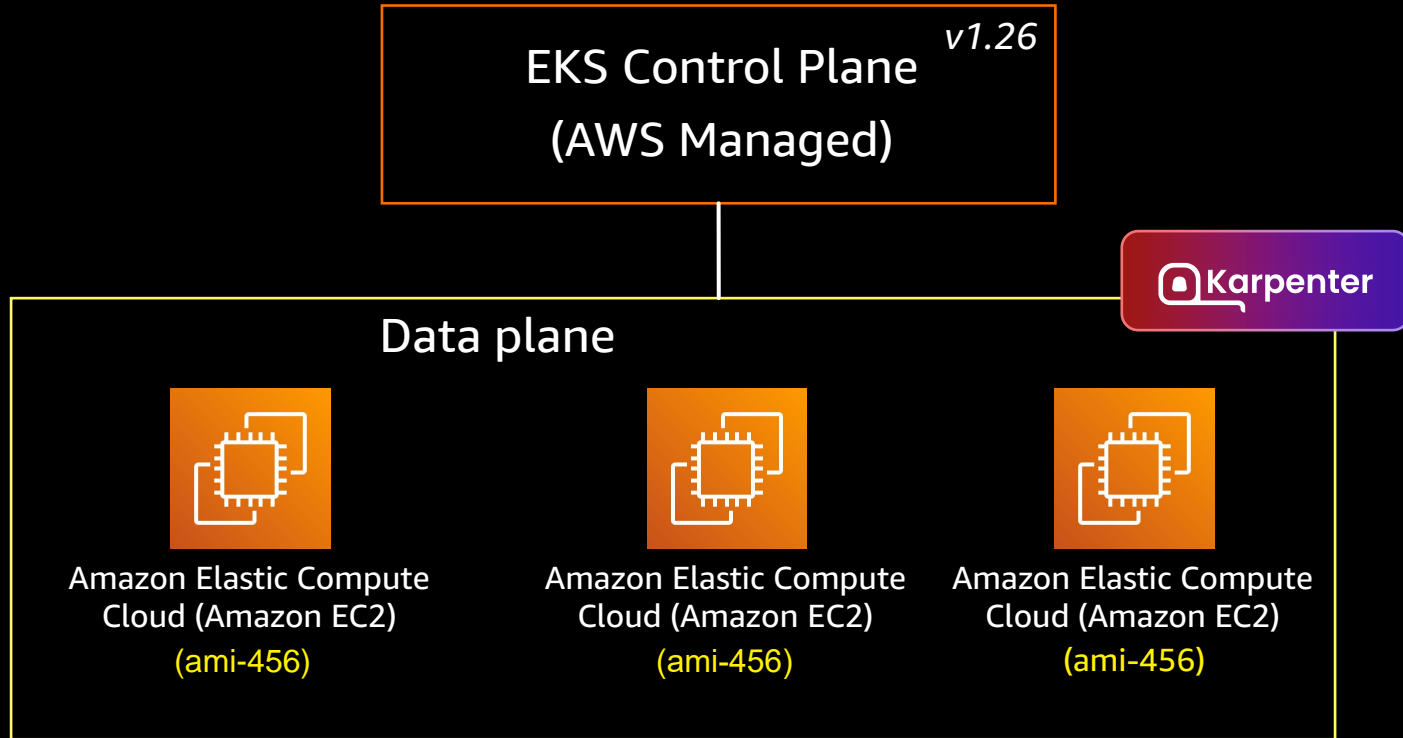 v1.26
EKS Control Plane
(AWS Managed)
Karpenter
Data plane
Amazon Elastic Compute
Cloud (Amazon EC2)
(ami-456)
Amazon Elastic Compute
Cloud (Amazon EC2)
(ami-456)
Amazon Elastic Compute
Cloud (Amazon EC2)
(ami-456)